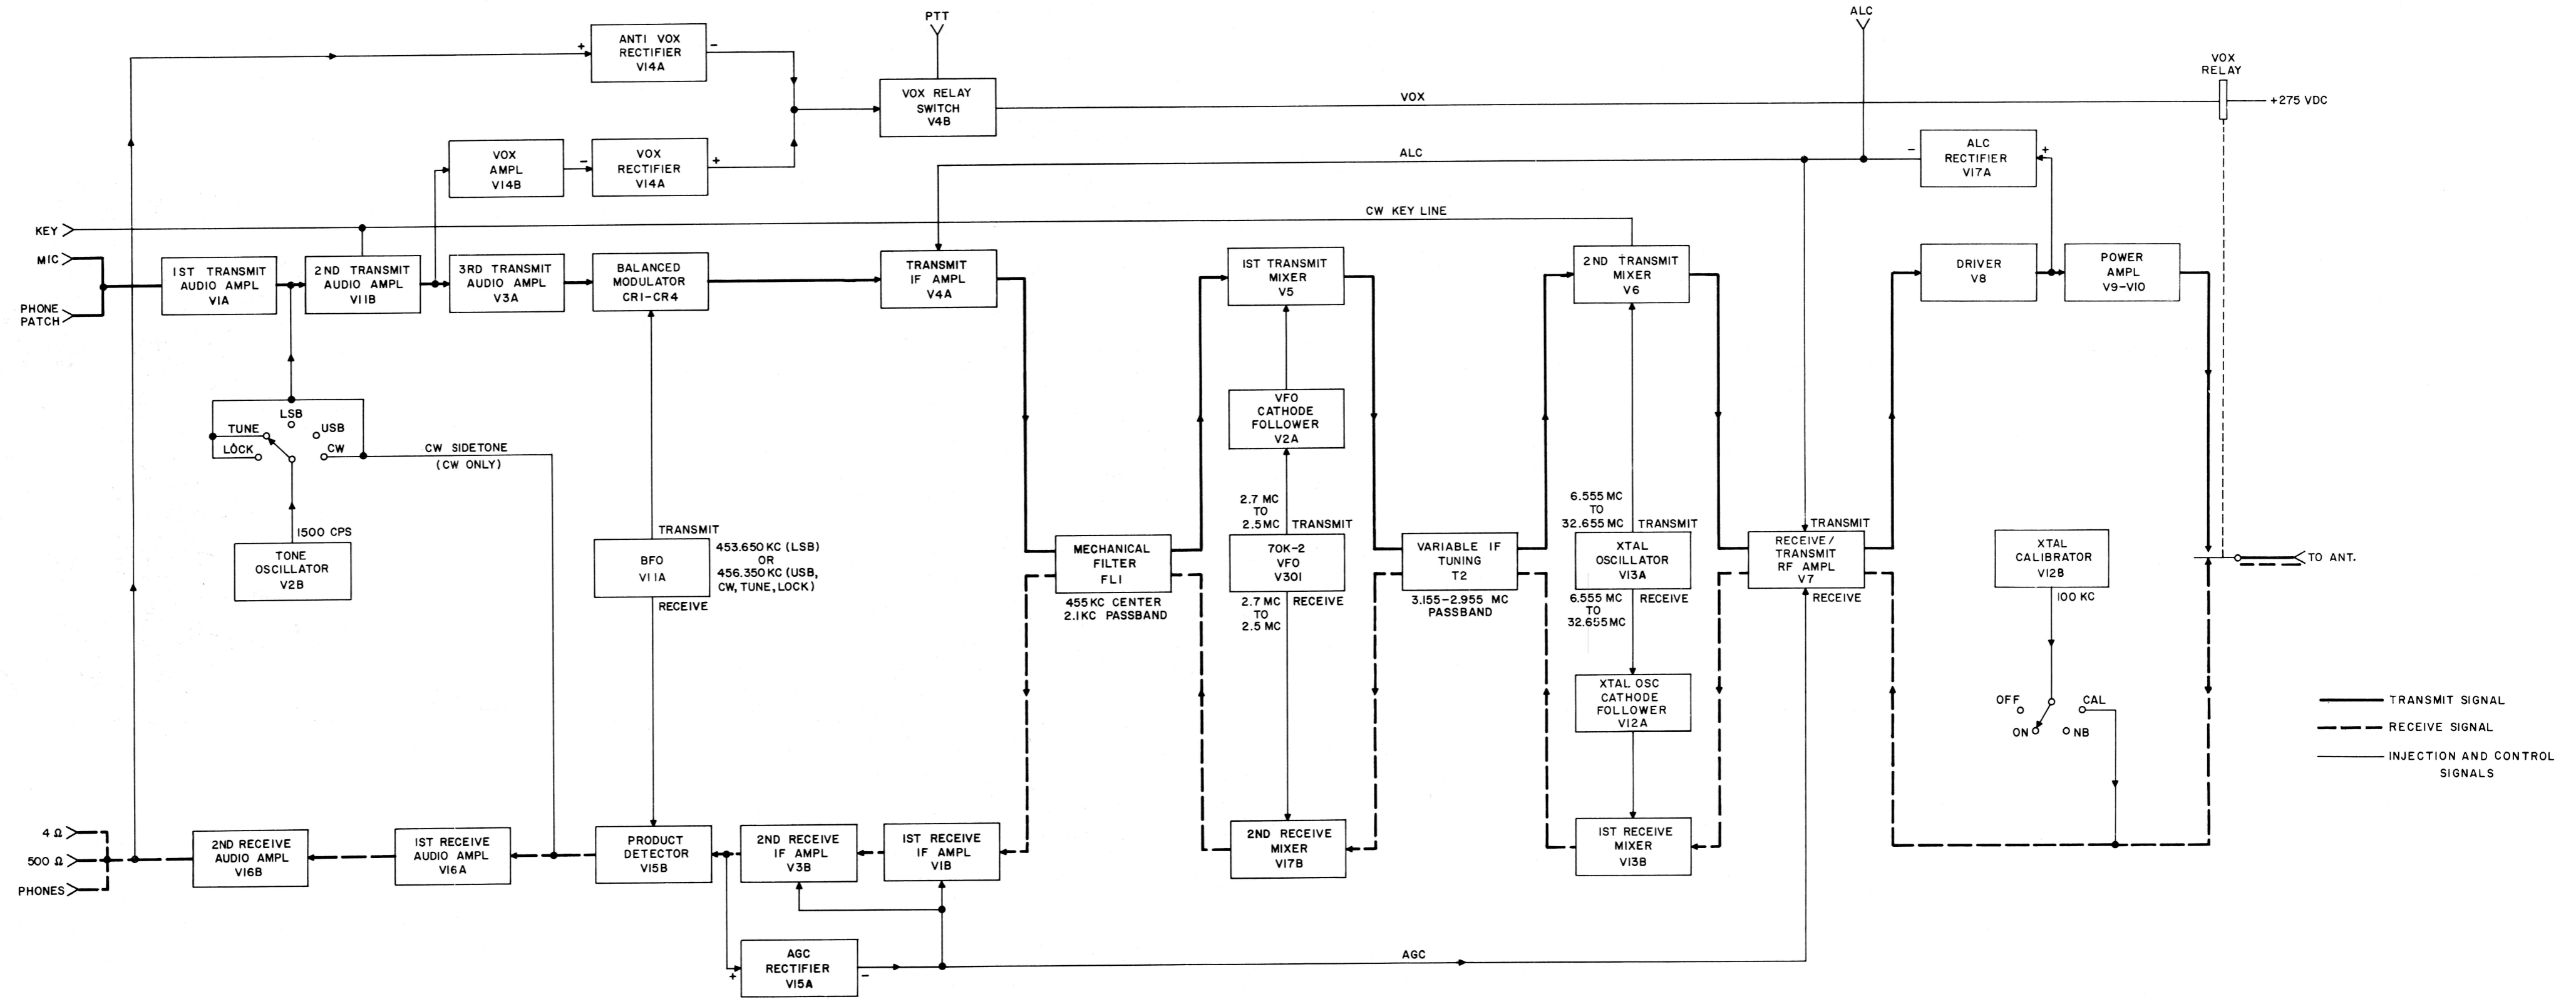 PTT
ALC
ANTI VOX
RECTIFIER
V14A
+
-
VOX RELAY
SWITCH
V4B
VOX
VOX
RELAY
+275 VDC
VOX
AMPL
V14B
-
VOX
RECTIFIER
V14A
+
ALC
-
ALC
RECTIFIER
V17A
+
KEY
CW KEY LINE
MIC
PHONE
PATCH
1ST TRANSMIT
AUDIO AMPL
V1A
2ND TRANSMIT
AUDIO AMPL
V11B
3RD TRANSMIT
AUDIO AMPL
V3A
BALANCED
MODULATOR
CR1-CR4
TRANSMIT
IF AMPL
V4A
1ST TRANSMIT
MIXER
V5
2ND TRANSMIT
MIXER
V6
DRIVER
V8
POWER
AMPL
V9-V10
VFO
CATHODE
FOLLOWER
V2A
LSB
TUNE
USB
LOCK
CW
CW SIDETONE
(CW ONLY)
1500 CPS
TONE
OSCILLATOR
V2B
TRANSMIT
BFO
V11A
453.650 KC (LSB)
OR
456.350 KC (USB,
CW, TUNE, LOCK)
RECEIVE
MECHANICAL
FILTER
FL1
455 KC CENTER
2.1 KC PASSBAND
2.7 MC
TO
2.5 MC
TRANSMIT
70K-2
VFO
V301
2.7 MC
TO
2.5 MC
RECEIVE
VARIABLE IF
TUNING
T2
3.155-2.955 MC
PASSBAND
6.555 MC
TO
32.655 MC
TRANSMIT
XTAL
OSCILLATOR
V13A
6.555 MC
TO
32.655 MC
RECEIVE
TRANSMIT
RECEIVE/
TRANSMIT
RF AMPL
V7
RECEIVE
XTAL
CALIBRATOR
V12B
100 KC
TO ANT.
XTAL OSC
CATHODE
FOLLOWER
V12A
OFF
CAL
ON
NB
TRANSMIT SIGNAL
RECEIVE SIGNAL
INJECTION AND CONTROL
SIGNALS
4 Ω
500 Ω
PHONES
2ND RECEIVE
AUDIO AMPL
V16B
1ST RECEIVE
AUDIO AMPL
V16A
PRODUCT
DETECTOR
V15B
2ND RECEIVE
IF AMPL
V3B
1ST RECEIVE
IF AMPL
V1B
2ND RECEIVE
MIXER
V17B
1ST RECEIVE
MIXER
V13B
+
AGC
RECTIFIER
V15A
-
AGC